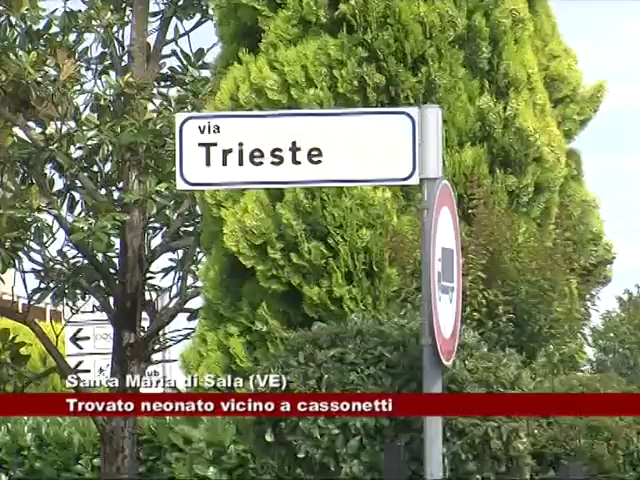 via
Trieste
Santa Maria di Sala (VE)
Trovato neonato vicino a cassonetti